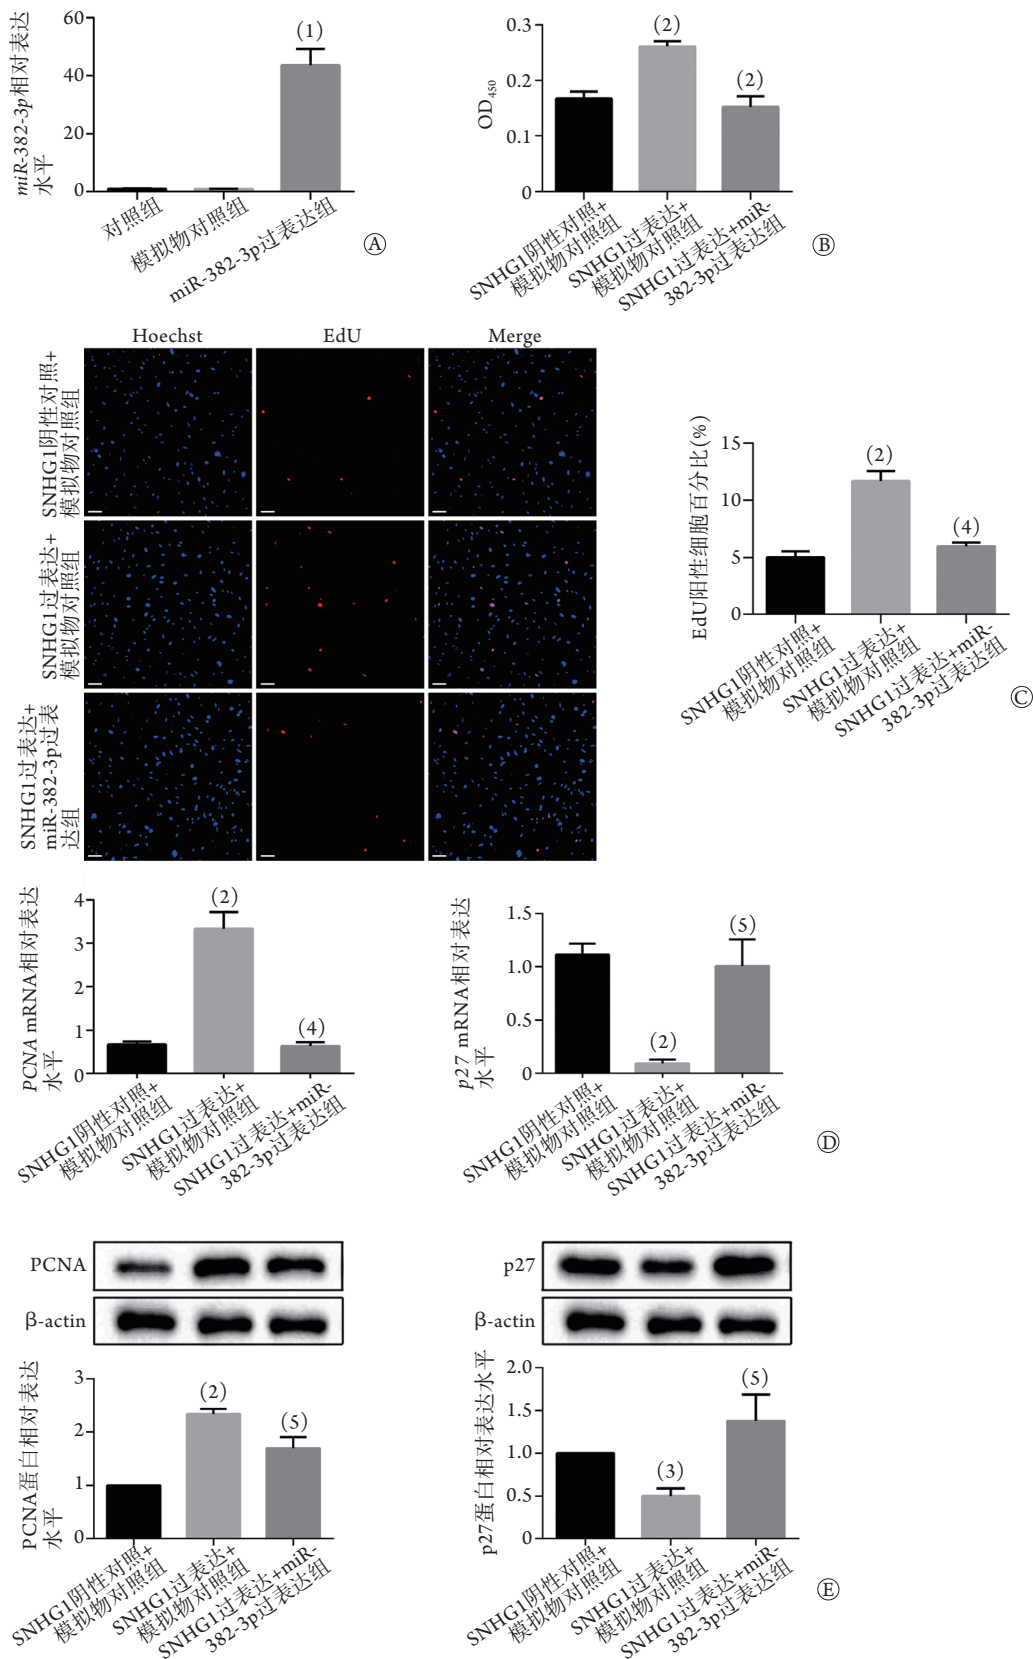 miR-382-3p相对表达
水平
60
40
20
0
(1)
对照组
模拟物对照组
miR-382-3p过表达组
Ⓐ
OD450
0.3
0.2
0.1
0
(2)
(2)
SNHG1阴性对照+
模拟物对照组
SNHG1过表达+
模拟物对照组
SNHG1过表达+miR-
382-3p过表达组
Ⓑ
Hoechst
EdU
Merge
SNHG1阴性对照+
模拟物对照组
SNHG1过表达+
模拟物对照组
SNHG1过表达+
miR-382-3p过表
达组
EdU阳性细胞百分比(%)
15
10
5
0
(2)
(4)
SNHG1阴性对照+
模拟物对照组
SNHG1过表达+
模拟物对照组
SNHG1过表达+miR-
382-3p过表达组
Ⓒ
PCNA mRNA相对表达
水平
4
3
2
1
0
(2)
(4)
SNHG1阴性对照+
模拟物对照组
SNHG1过表达+
模拟物对照组
SNHG1过表达+miR-
382-3p过表达组
p27 mRNA相对表达
水平
1.5
1.0
0.5
0
(2)
(5)
SNHG1阴性对照+
模拟物对照组
SNHG1过表达+
模拟物对照组
SNHG1过表达+miR-
382-3p过表达组
Ⓓ
PCNA
β-actin
PCNA蛋白相对表达
水平
3
2
1
0
(2)
(5)
SNHG1阴性对照+
模拟物对照组
SNHG1过表达+
模拟物对照组
SNHG1过表达+miR-
382-3p过表达组
p27
β-actin
p27蛋白相对表达水平
2.0
1.5
1.0
0.5
0
(3)
(5)
SNHG1阴性对照+
模拟物对照组
SNHG1过表达+
模拟物对照组
SNHG1过表达+miR-
382-3p过表达组
Ⓔ